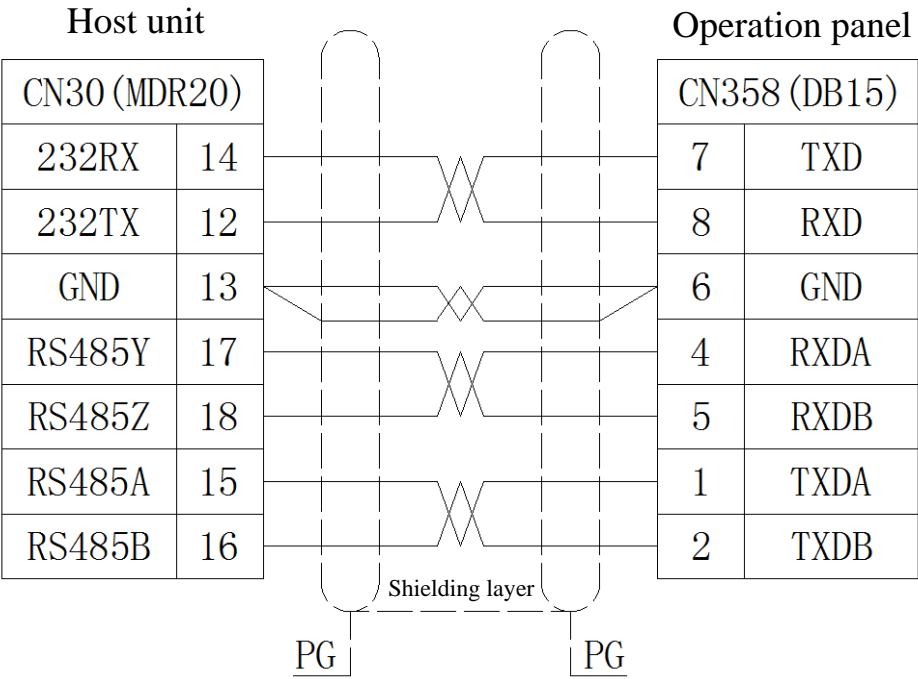 Host unit
Operation panel
CN30(MDR20)
CN358(DB15)
232RX 14 7 TXD
232TX 12 8 RXD
GND 13 6 GND
RS485Y 17 4 RXDA
RS485Z 18 5 RXDB
RS485A 15 1 TXDA
RS485B 16 2 TXDB
Shielding layer
PG PG